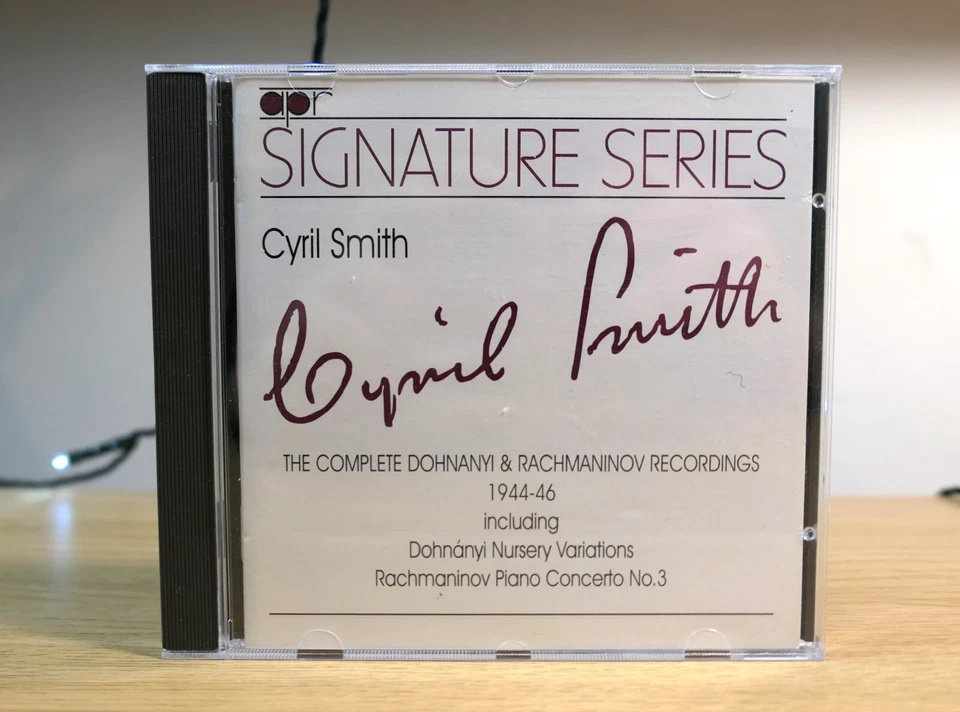 apr
SIGNATURE SERIES
Cyril Smith
Cyril Smith
THE COMPLETE DOHNANYI & RACHMANINOV RECORDINGS
1944-46
including
Dohnányi Nursery Variations
Rachmaninov Piano Concerto No.3